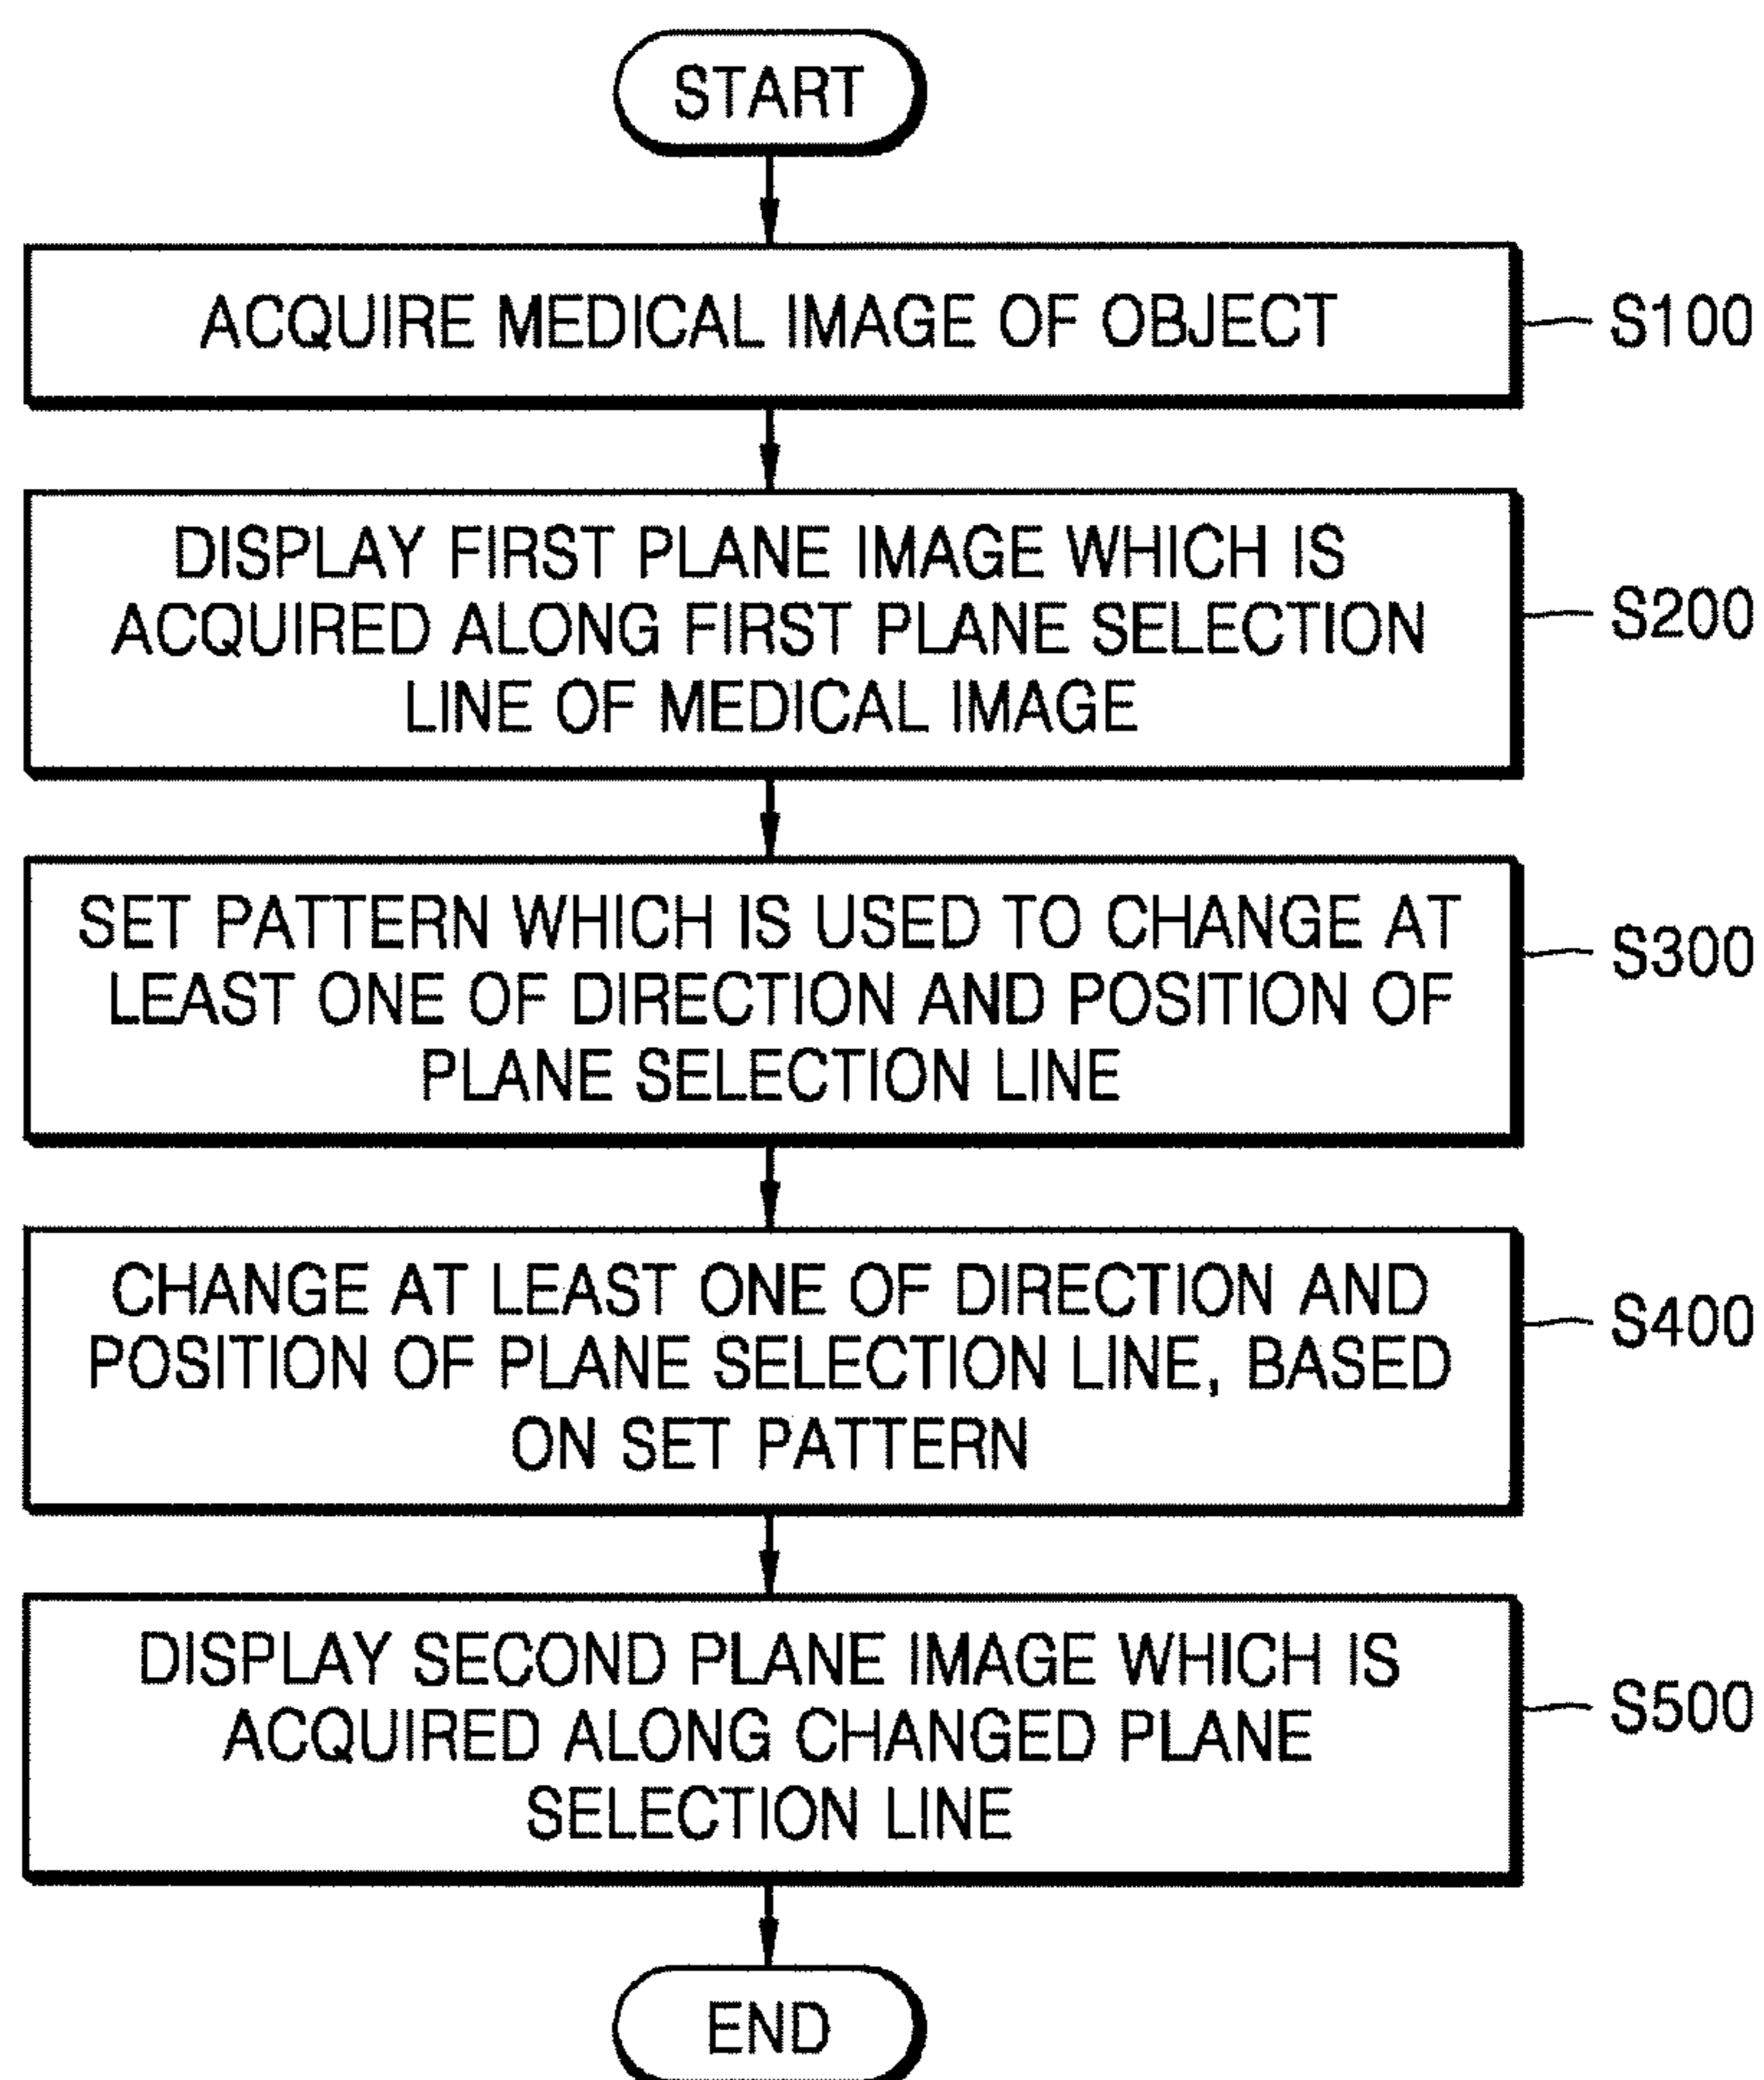 START
ACQUIRE MEDICAL IMAGE OF OBJECT
S100
DISPLAY FIRST PLANE IMAGE WHICH IS
ACQUIRED ALONG FIRST PLANE SELECTION
LINE OF MEDICAL IMAGE
S200
SET PATTERN WHICH IS USED TO CHANGE AT
LEAST ONE OF DIRECTION AND POSITION OF
PLANE SELECTION LINE
S300
CHANGE AT LEAST ONE OF DIRECTION AND
POSITION OF PLANE SELECTION LINE, BASED
ON SET PATTERN
S400
DISPLAY SECOND PLANE IMAGE WHICH IS
ACQUIRED ALONG CHANGED PLANE
SELECTION LINE
S500
END